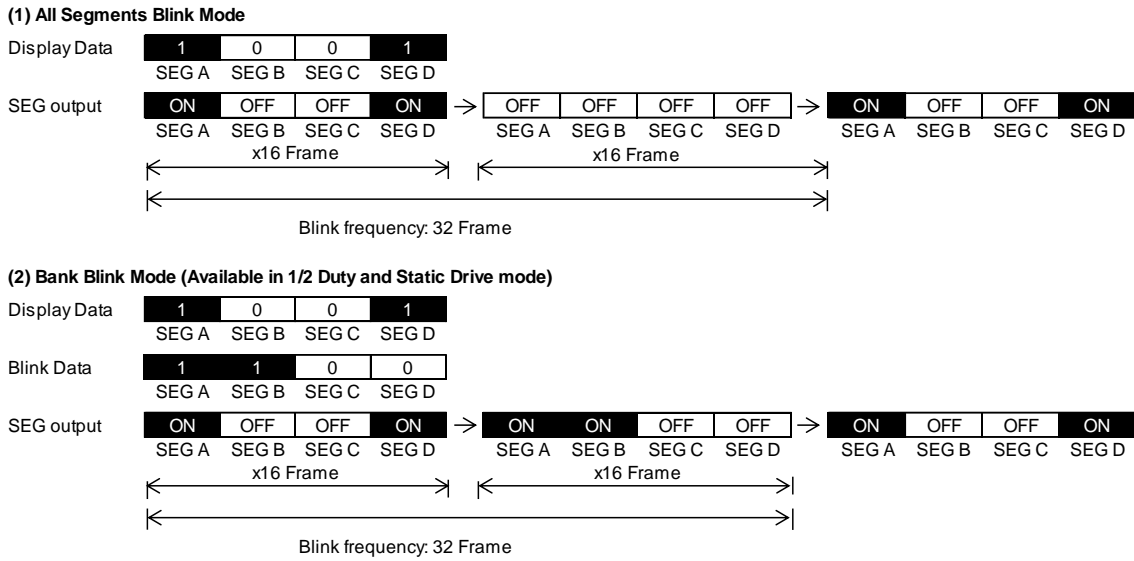 (1) All Segments Blink Mode
Display Data 1 0 0 1
SEG A SEG B SEG C SEG D
SEG output ON OFF OFF ON OFF OFF OFF OFF ON OFF OFF ON
SEG A SEG B SEG C SEG D SEG A SEG B SEG C SEG D SEG A SEG B SEG C SEG D
x16 Frame x16 Frame
Blink frequency: 32 Frame
(2) Bank Blink Mode (Available in 1/2 Duty and Static Drive mode)
Display Data 1 0 0 1
SEG A SEG B SEG C SEG D
Blink Data 1 1 0 0
SEG A SEG B SEG C SEG D
SEG output ON OFF OFF ON ON ON OFF OFF ON OFF OFF ON
SEG A SEG B SEG C SEG D SEG A SEG B SEG C SEG D SEG A SEG B SEG C SEG D
x16 Frame x16 Frame
Blink frequency: 32 Frame